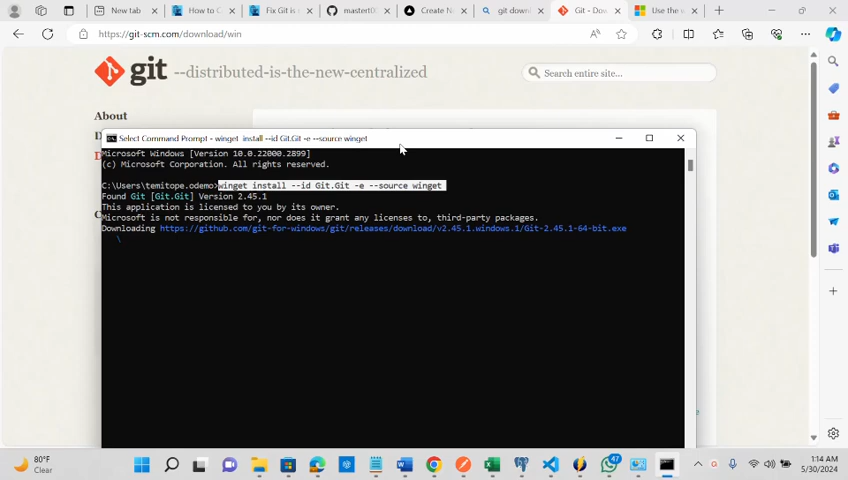 New tab
How to C
Fix Git is
mastert0
Create Ne
git downl
Git - Dow
Use the w
https://git-scm.com/download/win
git --distributed-is-the-new-centralized
Search entire site...
About
D
D
Select Command Prompt - winget install --id Git.Git -e --source winget
Microsoft Windows [Version 10.0.22000.2899]
(c) Microsoft Corporation. All rights reserved.
C:\Users\temitope.odemo>winget install --id Git.Git -e --source winget
Found Git [Git.Git] Version 2.45.1
This application is licensed to you by its owner.
Microsoft is not responsible for, nor does it grant any licenses to, third-party packages.
Downloading https://github.com/git-for-windows/git/releases/download/v2.45.1.windows.1/Git-2.45.1-64-bit.exe
\
80°F
Clear
47
1:14 AM
5/30/2024